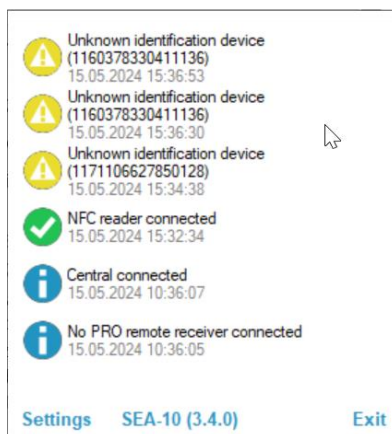 Unknown identification device
(1160378330411136)
15.05.2024 15:36:53
Unknown identification device
(1160378330411136)
15.05.2024 15:36:30
Unknown identification device
(1171106627850128)
15.05.2024 15:34:38
NFC reader connected
15.05.2024 15:32:34
Central connected
15.05.2024 10:36:07
No PRO remote receiver connected
15.05.2024 10:36:05
Settings SEA-10 (3.4.0) Exit